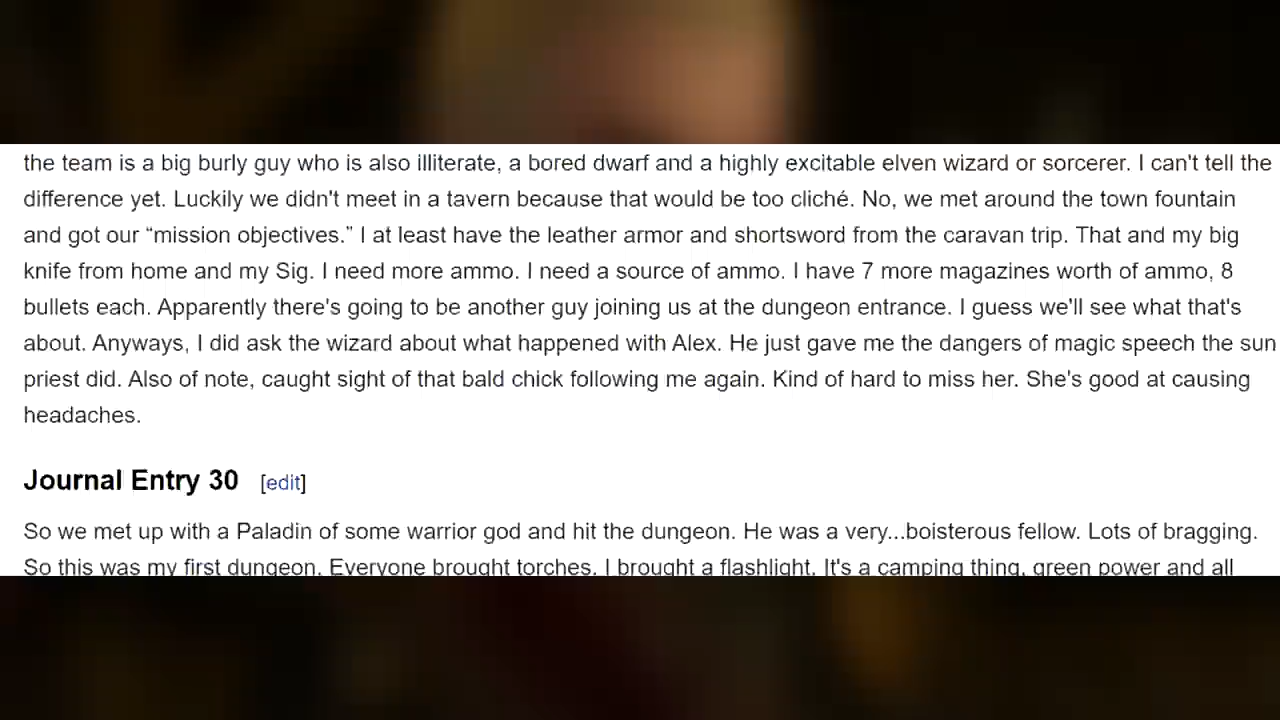 the team is a big burly guy who is also illiterate, a bored dwarf and a highly excitable elven wizard or sorcerer. I can't tell the
difference yet. Luckily we didn't meet in a tavern because that would be too cliché. No, we met around the town fountain
and got our “mission objectives.” I at least have the leather armor and shortsword from the caravan trip. That and my big
knife from home and my Sig. I need more ammo. I need a source of ammo. I have 7 more magazines worth of ammo, 8
bullets each. Apparently there's going to be another guy joining us at the dungeon entrance. I guess we'll see what that's
about. Anyways, I did ask the wizard about what happened with Alex. He just gave me the dangers of magic speech the sun
priest did. Also of note, caught sight of that bald chick following me again. Kind of hard to miss her. She's good at causing
headaches.
Journal Entry 30 [edit]
So we met up with a Paladin of some warrior god and hit the dungeon. He was a very...boisterous fellow. Lots of bragging.
So this was my first dungeon. Everyone brought torches. I brought a flashlight. It's a camping thing, green power and all